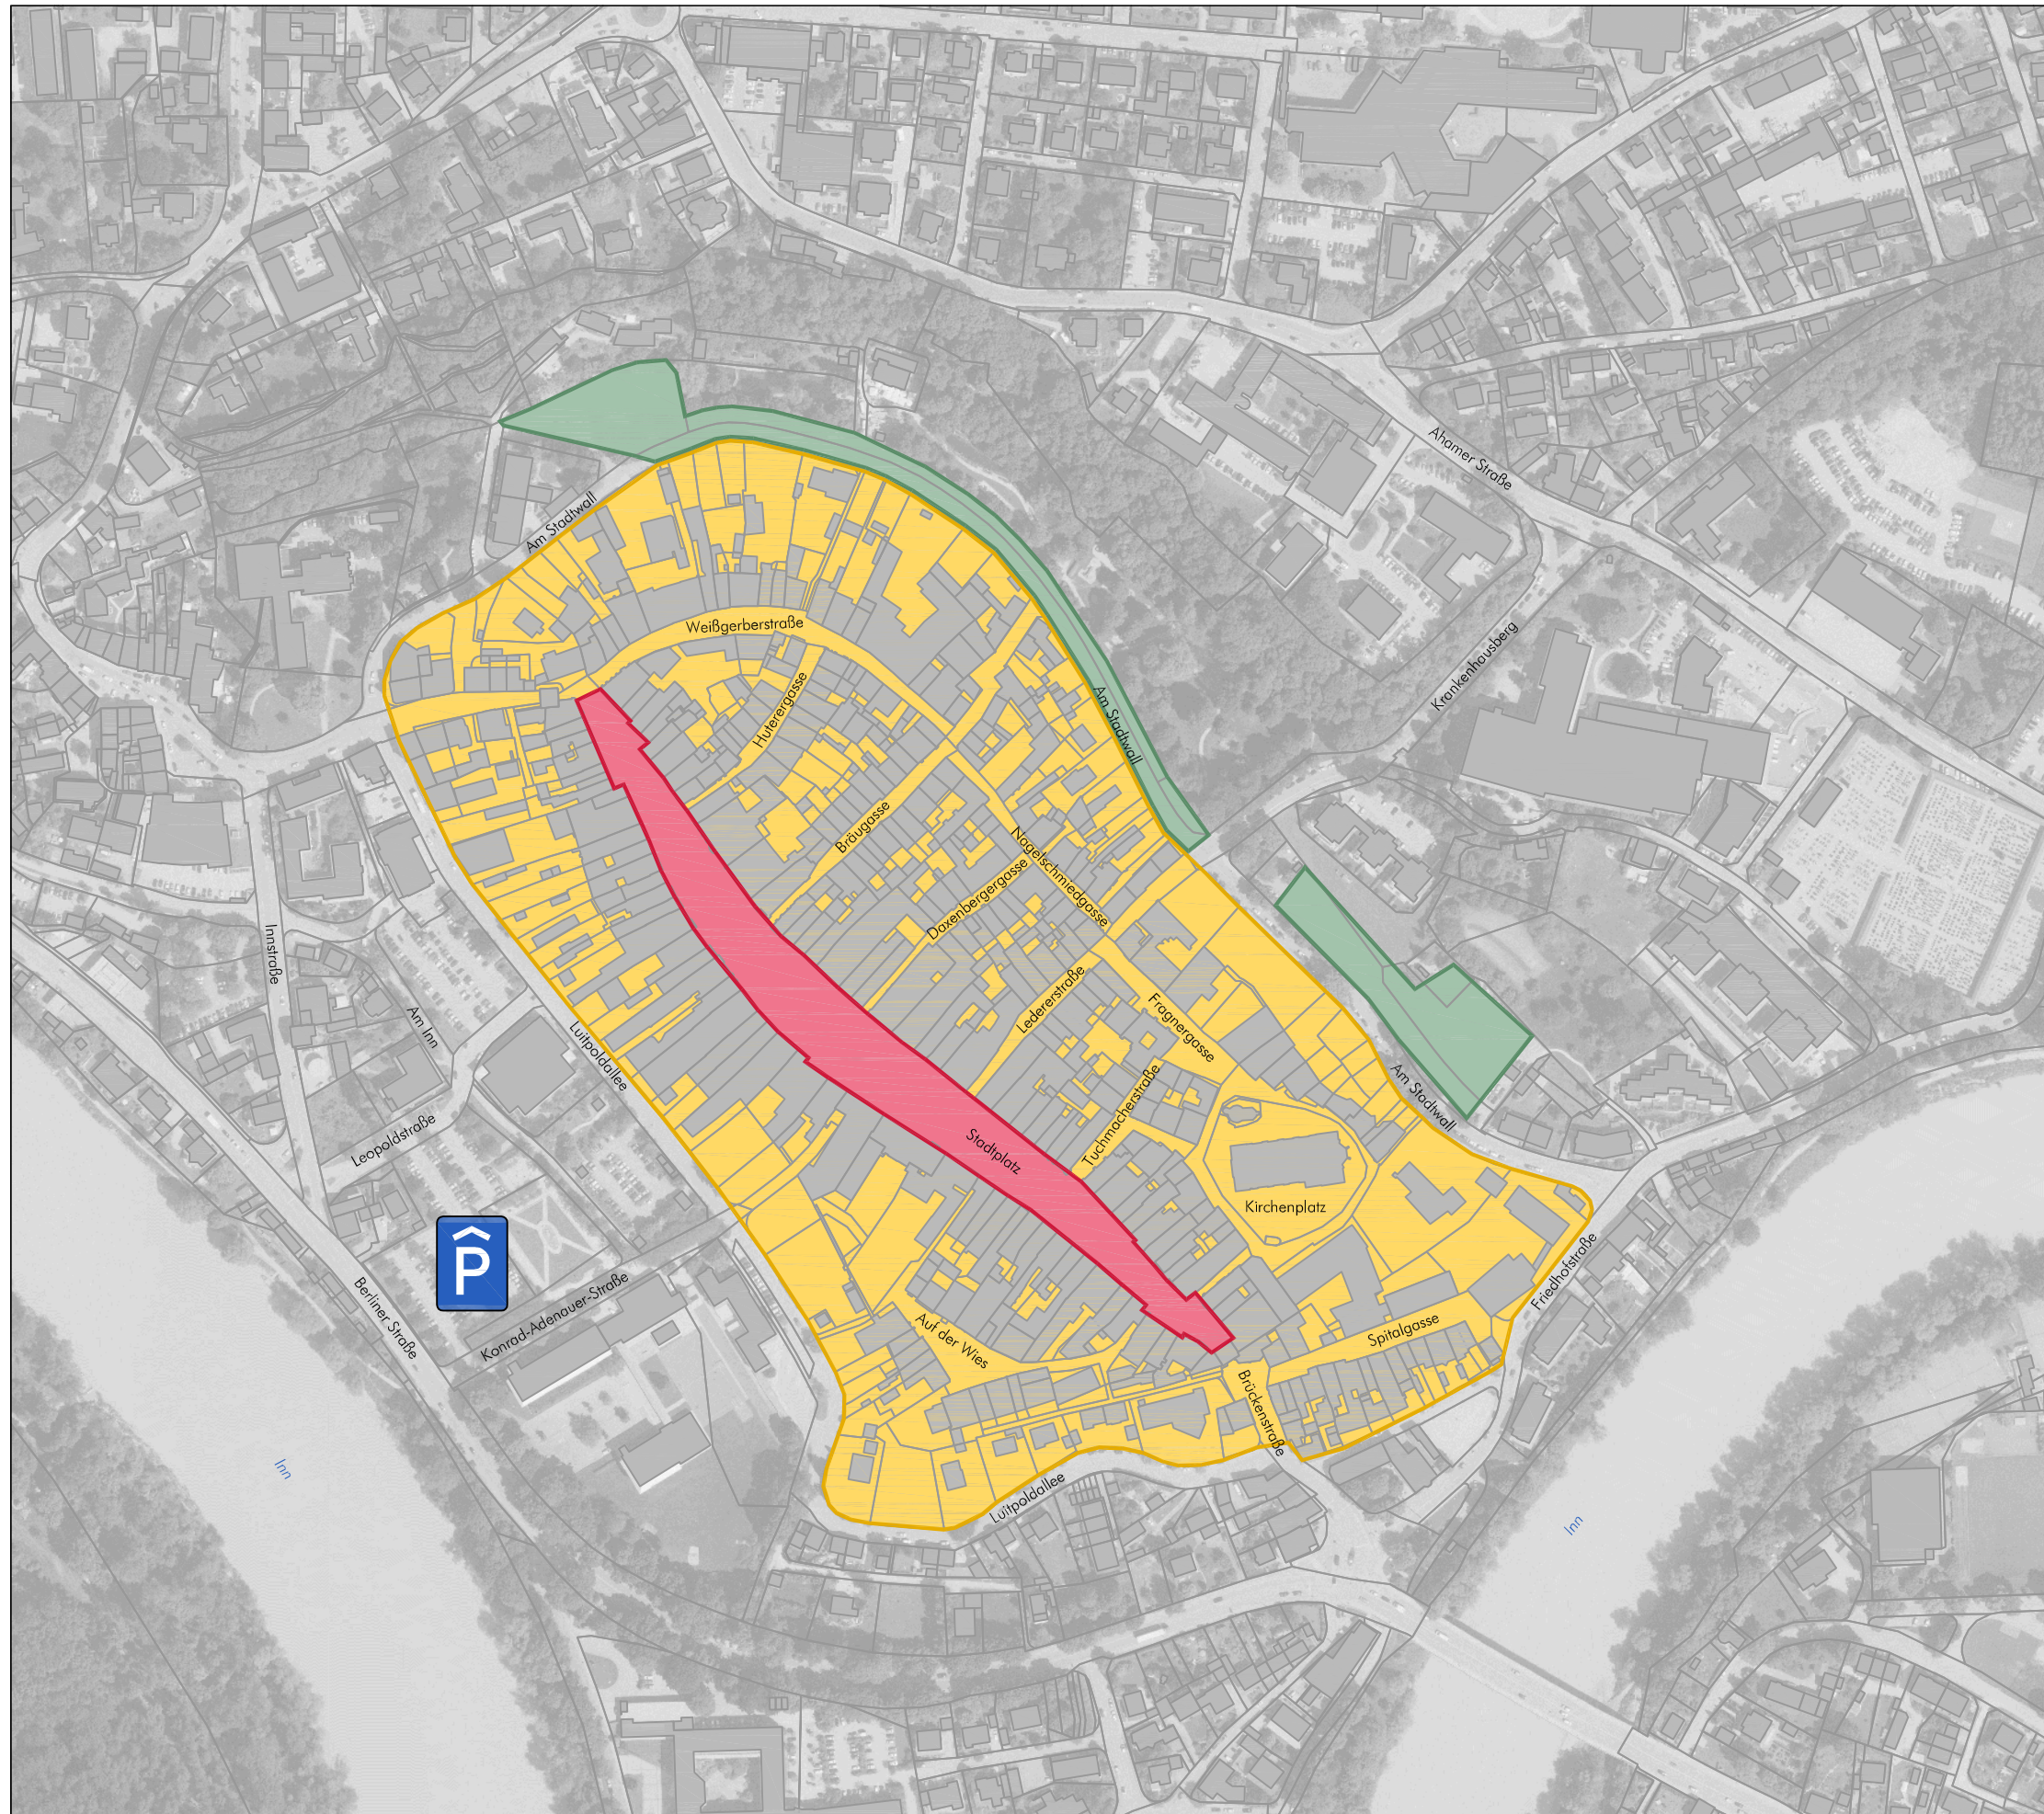 Ahamer Straße
Am Stadtwall
Weißgerberstraße
Krankenhausberg
Huterergasse
Am Stadtwall
Bräugasse
Nagelschmiedgasse
Daxenbergergasse
Innstraße
Ledererstraße
Fragnergasse
Am Inn
Luitpoldallee
Am Stadtwall
Tuchmacherstraße
Leopoldstraße
Stadtplatz
Kirchenplatz
P
Friedhofstraße
Berliner Straße
Konrad-Adenauer-Straße
Auf der Wies
Spitalgasse
Brückenstraße
Inn
Luitpoldallee
Inn